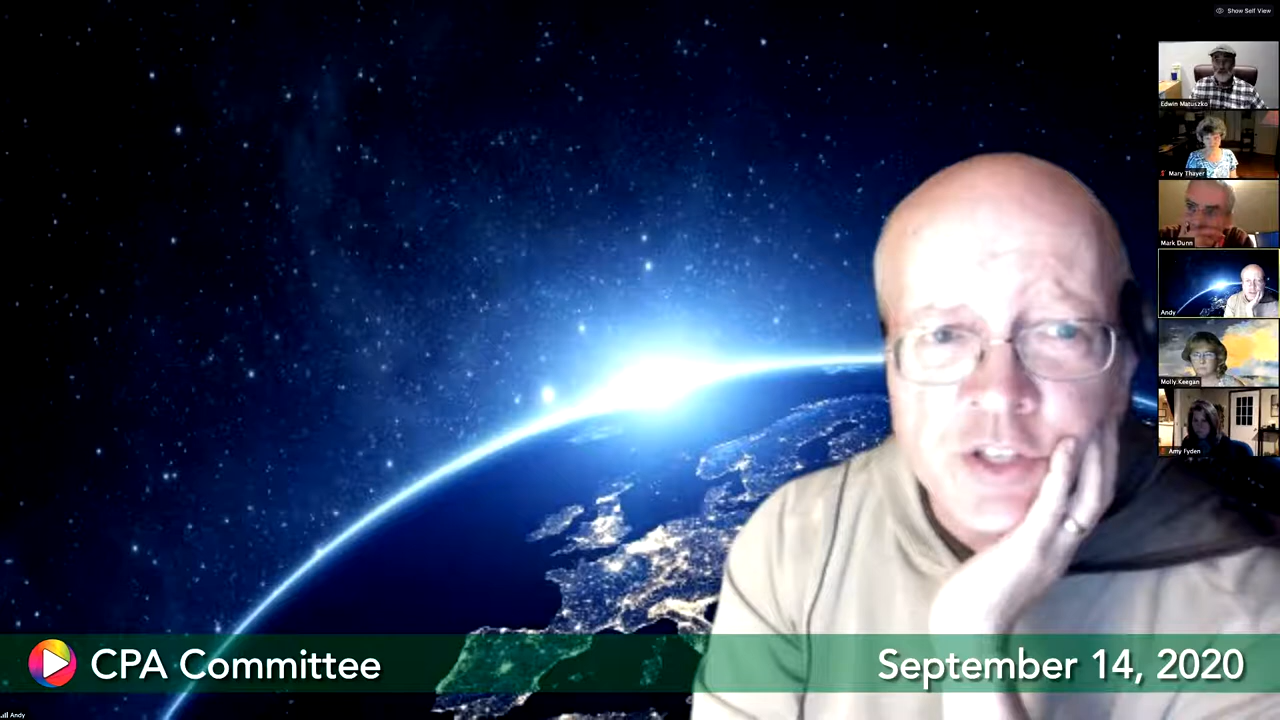 Show Self View
Edwin Matuszko
Mary Thayer
Mark Dunn
Andy
Molly Keegan
Amy Fyden
CPA Committee
September 14, 2020
Andy